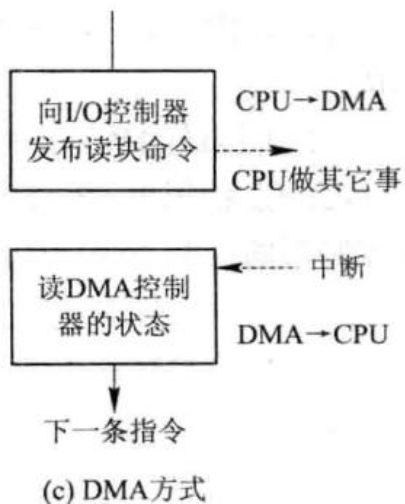 向I/O控制器
发布读块命令
CPU→DMA
CPU做其它事
读DMA控制
器的状态
中断
DMA→CPU
下一条指令
(c) DMA方式